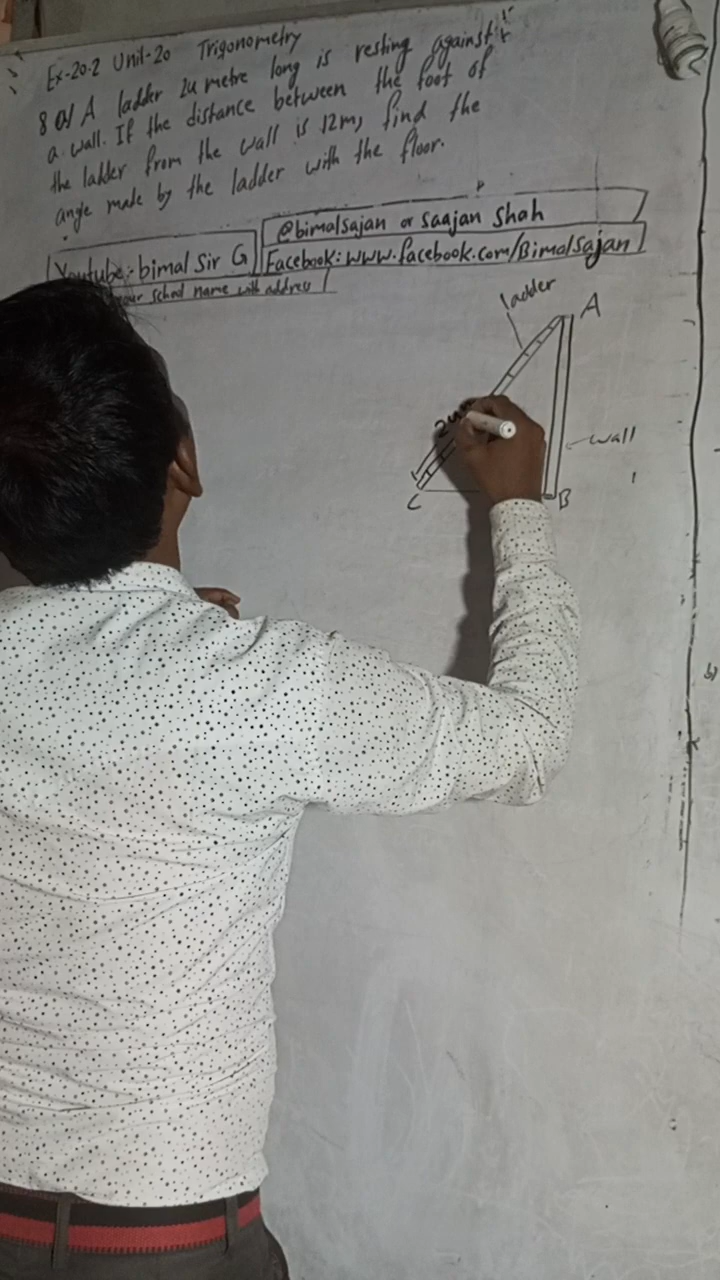 Ex-20.2 Unit-20 Trigonometry
8 a) A ladder 24 metre long is resting against
a wall. If the distance between the foot of
the ladder from the wall is 12m, find the
angle made by the ladder with the floor.
@bimalsajan or saajan Shah
Youtube:- bimal Sir G
Facebook: www.facebook.com/Bimalsajan
your school name with address
ladder
A
24
wall
C
B
b)